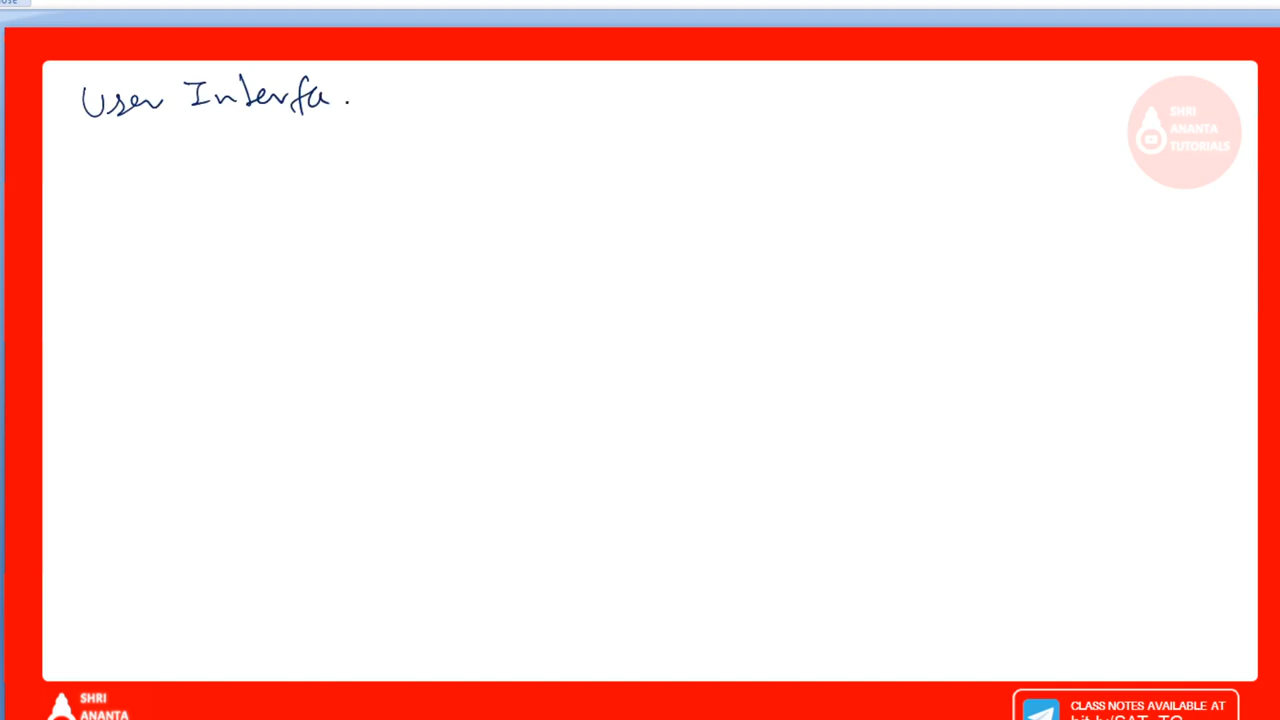 User Interfa.
SHRI
ANANTA
TUTORIALS
SHRI
ANANTA
CLASS NOTES AVAILABLE AT